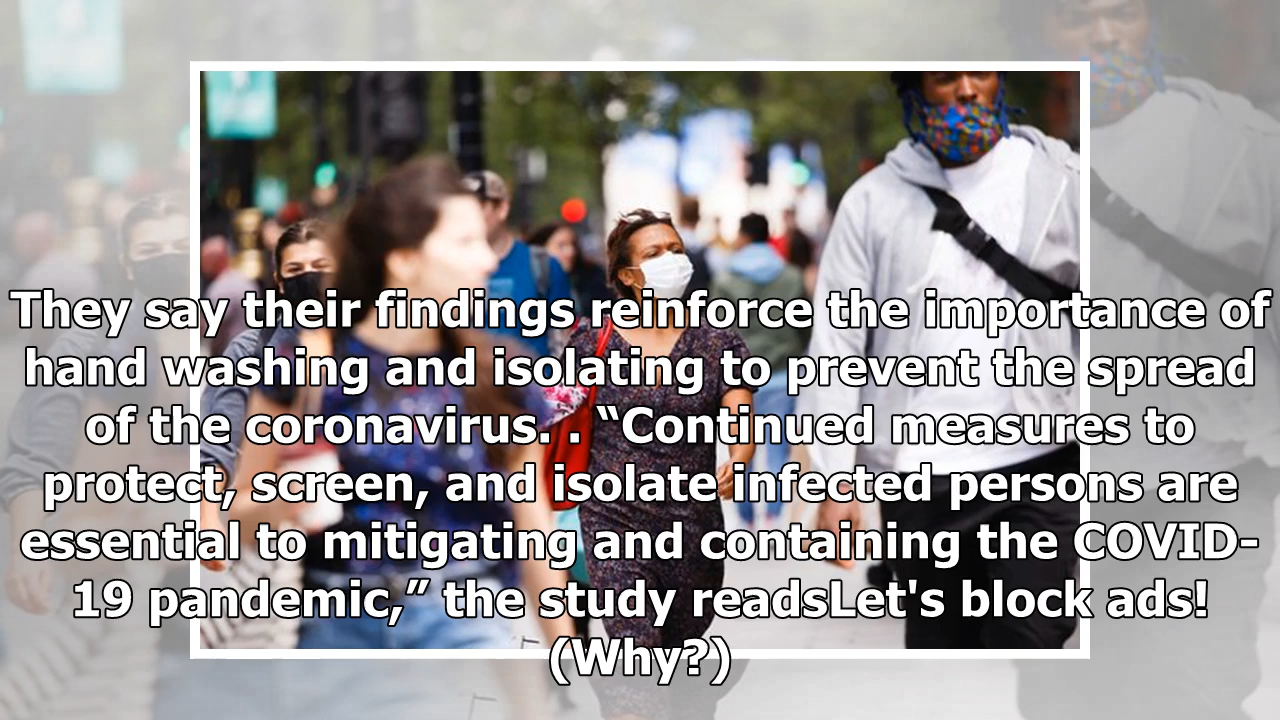 They say their findings reinforce the importance of
hand washing and isolating to prevent the spread
of the coronavirus. . “Continued measures to
protect, screen, and isolate infected persons are
essential to mitigating and containing the COVID-
19 pandemic,” the study readsLet's block ads!
(Why?)